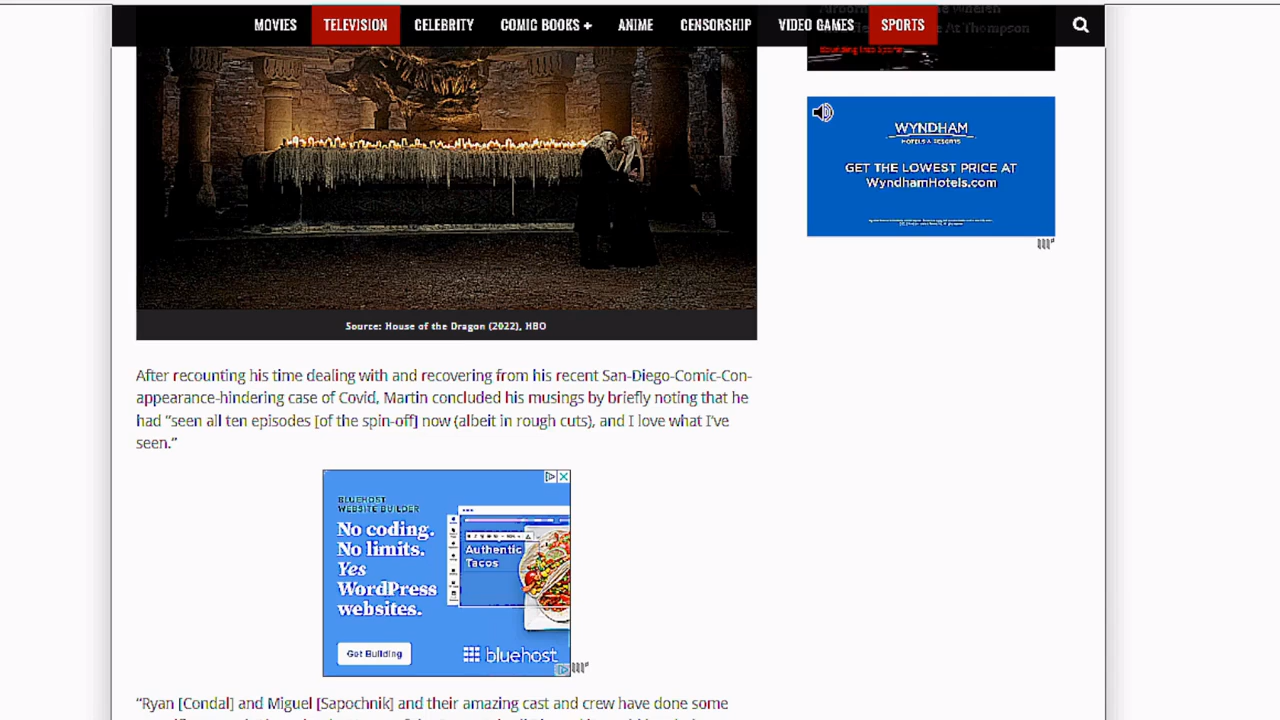 MOVIES TELEVISION CELEBRITY COMIC BOOKS + ANIME CENSORSHIP VIDEO GAMES SPORTS
At Thompson
WYNDHAM
HOTELS & RESORTS
GET THE LOWEST PRICE AT
WyndhamHotels.com
Source: House of the Dragon (2022), HBO
After recounting his time dealing with and recovering from his recent San-Diego-Comic-Con-
appearance-hindering case of Covid, Martin concluded his musings by briefly noting that he
had “seen all ten episodes [of the spin-off] now (albeit in rough cuts), and I love what I’ve
seen.”
BLUEHOST
WEBSITE BUILDER
No coding.
No limits.
Yes
WordPress
websites.
Authentic
Tacos
Get Building
bluehost
“Ryan [Condal] and Miguel [Sapochnik] and their amazing cast and crew have done some